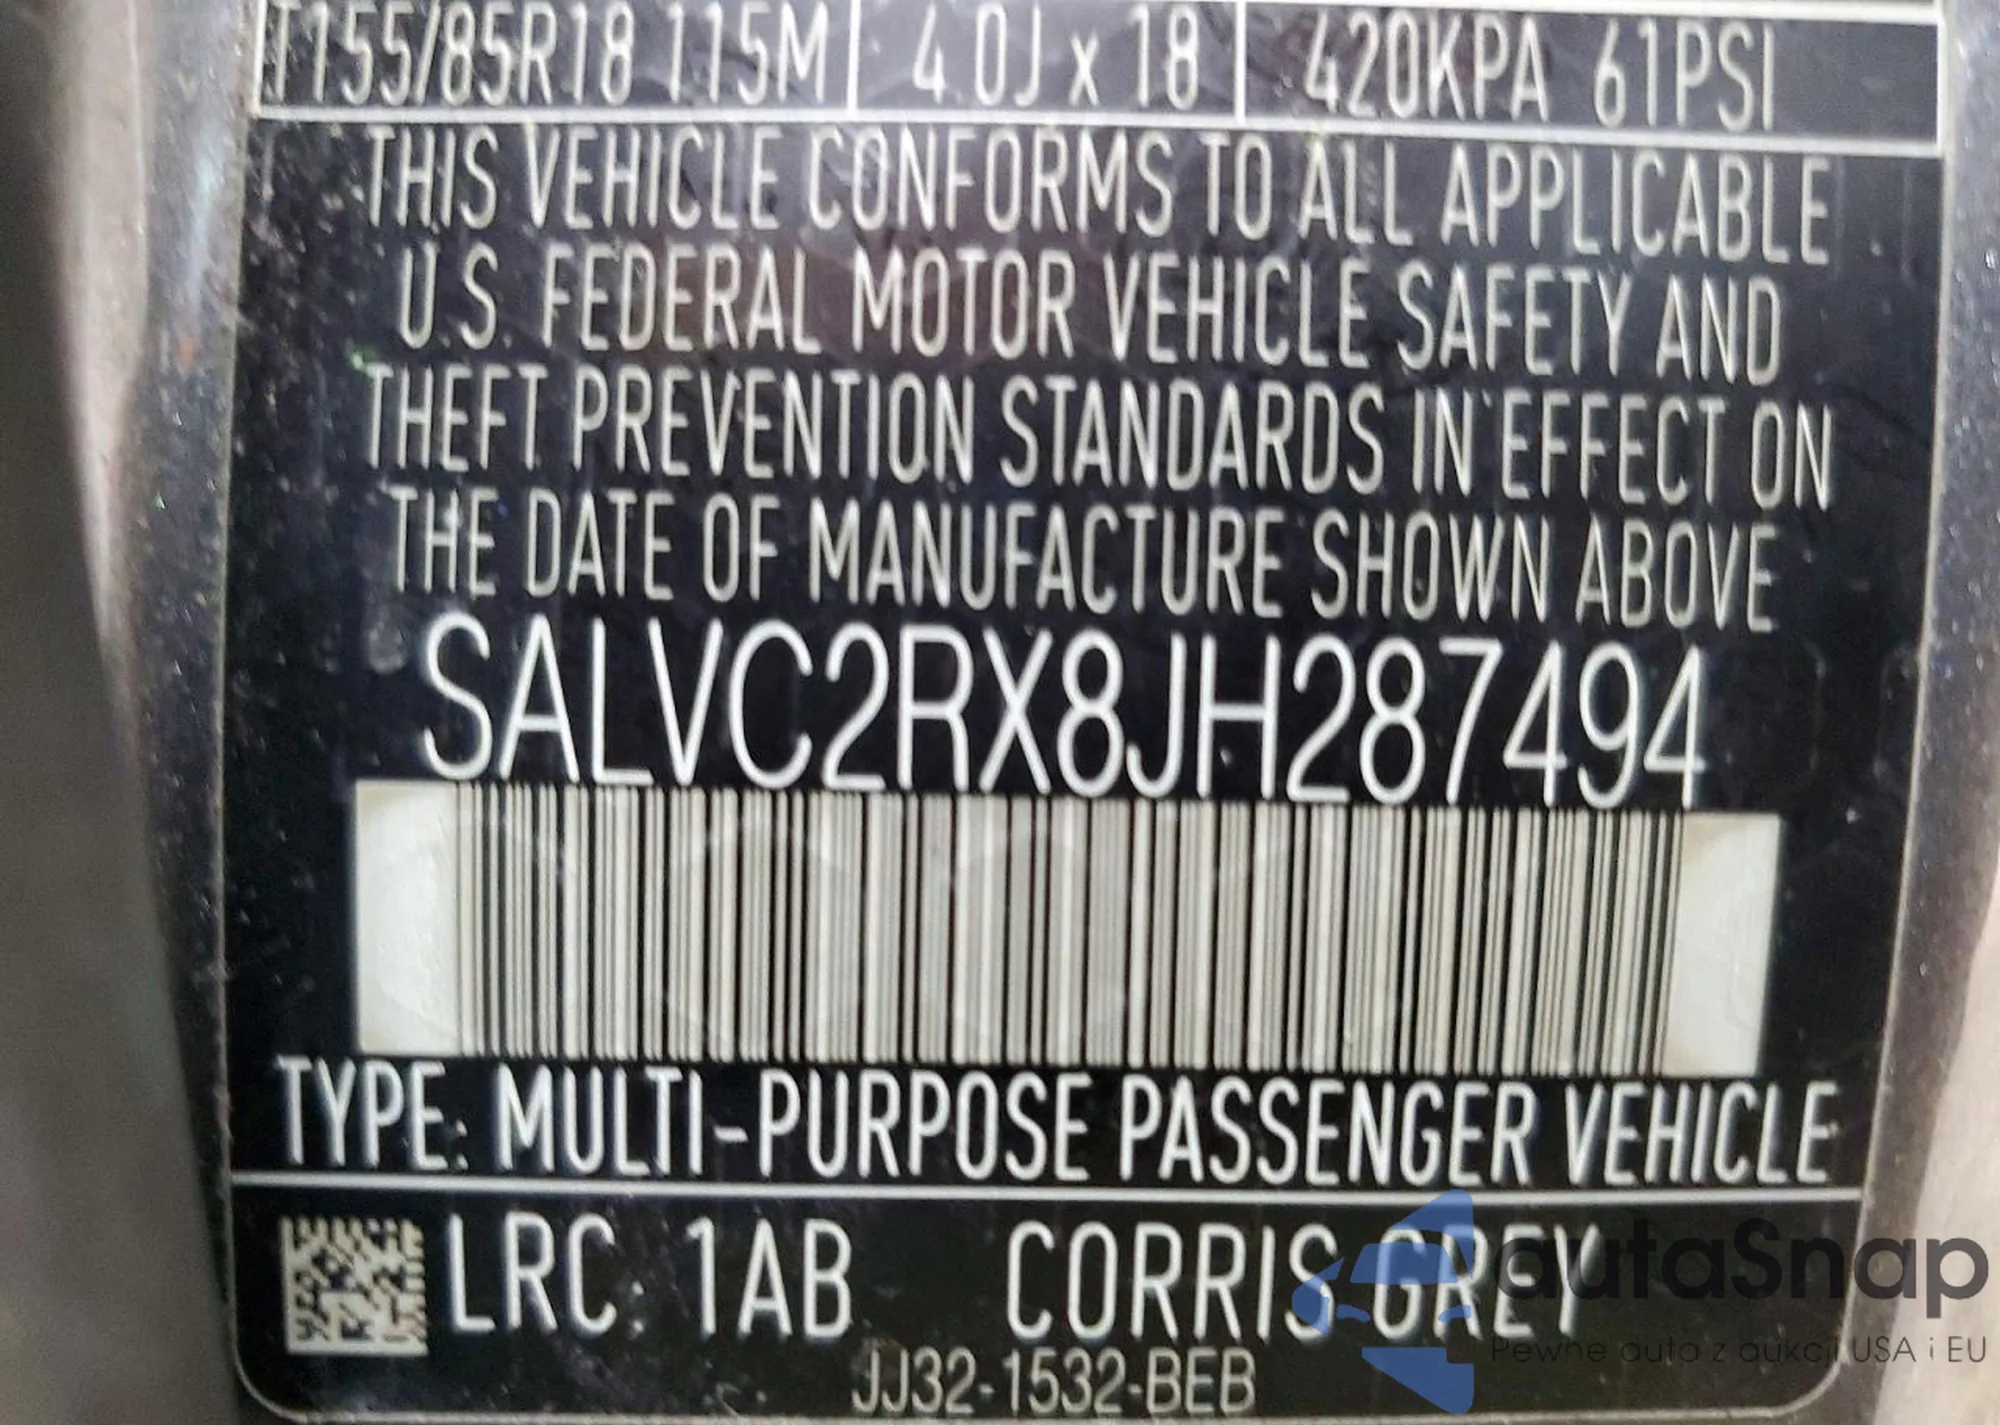 T155/85R18 115M 4.0J x 18 420KPA 61PSI
THIS VEHICLE CONFORMS TO ALL APPLICABLE
U.S. FEDERAL MOTOR VEHICLE SAFETY AND
THEFT PREVENTION STANDARDS IN EFFECT ON
THE DATE OF MANUFACTURE SHOWN ABOVE
SALVC2RX8JH287494
TYPE: MULTI-PURPOSE PASSENGER VEHICLE
LRC: 1AB CORRIS GREY
JJ32-1532-BEB
autaSnap
Pewne auta z aukcji USA i EU